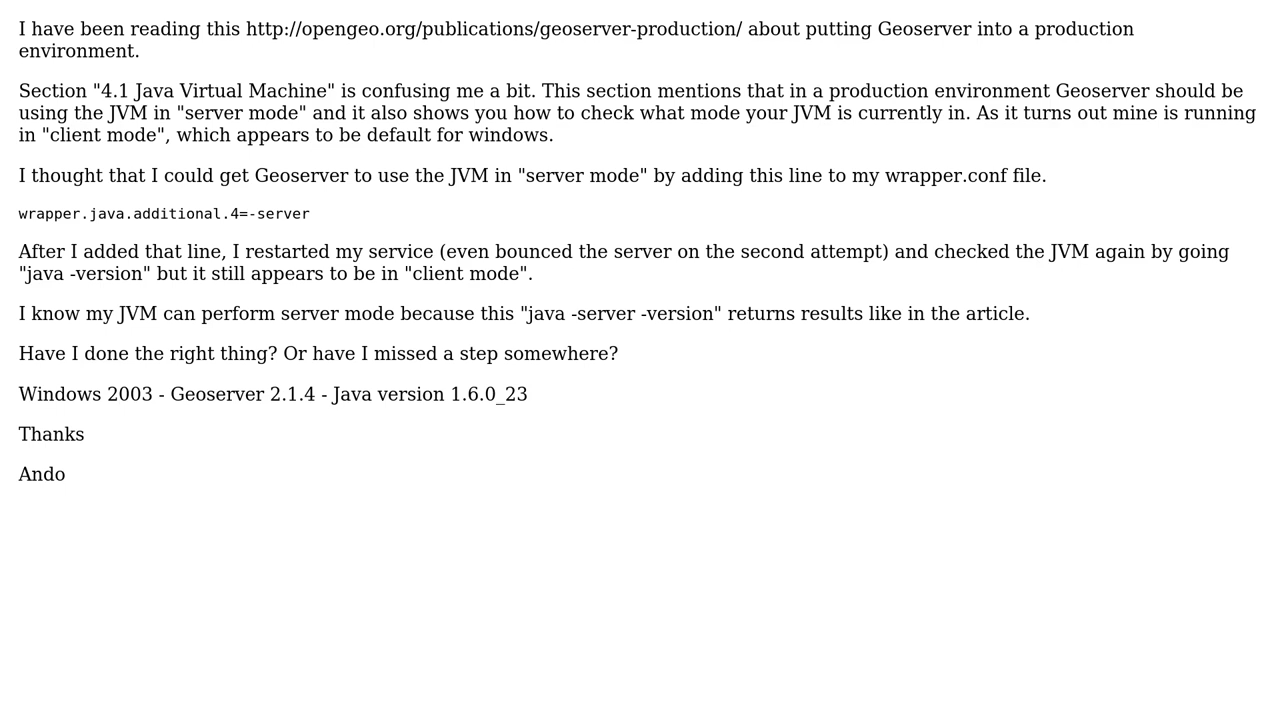 I have been reading this http://opengeo.org/publications/geoserver-production/ about putting Geoserver into a production
environment.
Section "4.1 Java Virtual Machine" is confusing me a bit. This section mentions that in a production environment Geoserver should be
using the JVM in "server mode" and it also shows you how to check what mode your JVM is currently in. As it turns out mine is running
in "client mode", which appears to be default for windows.
I thought that I could get Geoserver to use the JVM in "server mode" by adding this line to my wrapper.conf file.
wrapper.java.additional.4=-server
After I added that line, I restarted my service (even bounced the server on the second attempt) and checked the JVM again by going
"java -version" but it still appears to be in "client mode".
I know my JVM can perform server mode because this "java -server -version" returns results like in the article.
Have I done the right thing? Or have I missed a step somewhere?
Windows 2003 - Geoserver 2.1.4 - Java version 1.6.0_23
Thanks
Ando